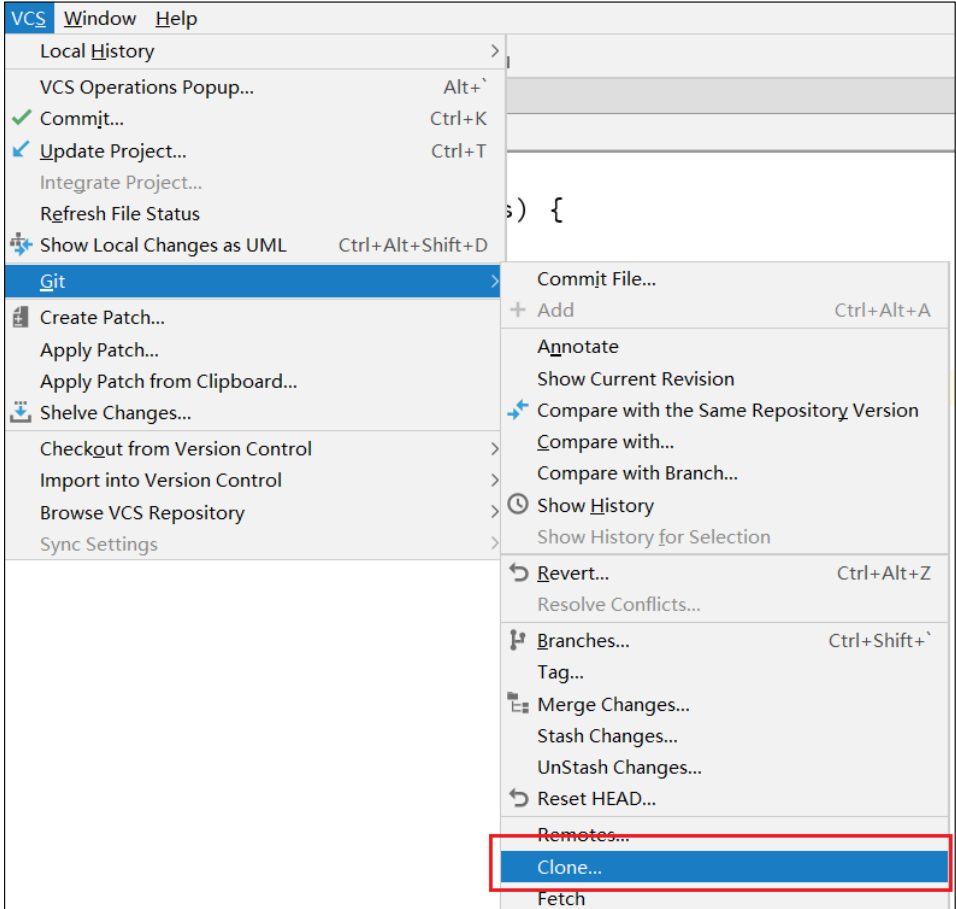 VCS Window Help
Local History
VCS Operations Popup... Alt+`
Commit... Ctrl+K
Update Project... Ctrl+T
Integrate Project...
Refresh File Status
s) {
Show Local Changes as UML Ctrl+Alt+Shift+D
Git
Create Patch...
Apply Patch...
Apply Patch from Clipboard...
Shelve Changes...
Checkout from Version Control
Import into Version Control
Browse VCS Repository
Sync Settings
Commit File...
Add Ctrl+Alt+A
Annotate
Show Current Revision
Compare with the Same Repository Version
Compare with...
Compare with Branch...
Show History
Show History for Selection
Revert... Ctrl+Alt+Z
Resolve Conflicts...
Branches... Ctrl+Shift+`
Tag...
Merge Changes...
Stash Changes...
UnStash Changes...
Reset HEAD...
Remotes...
Clone...
Fetch